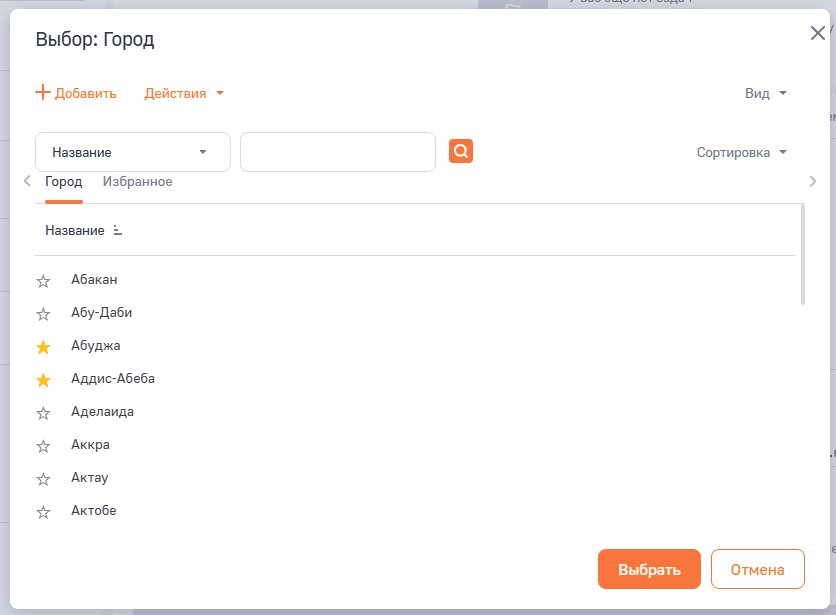 Выбор: Город
Добавить Действия Вид
Название Сортировка
Город Избранное
Название
Абакан
Абу-Даби
Абуджа
Аддис-Абеба
Аделаида
Аккра
Актау
Актобе
Выбрать Отмена